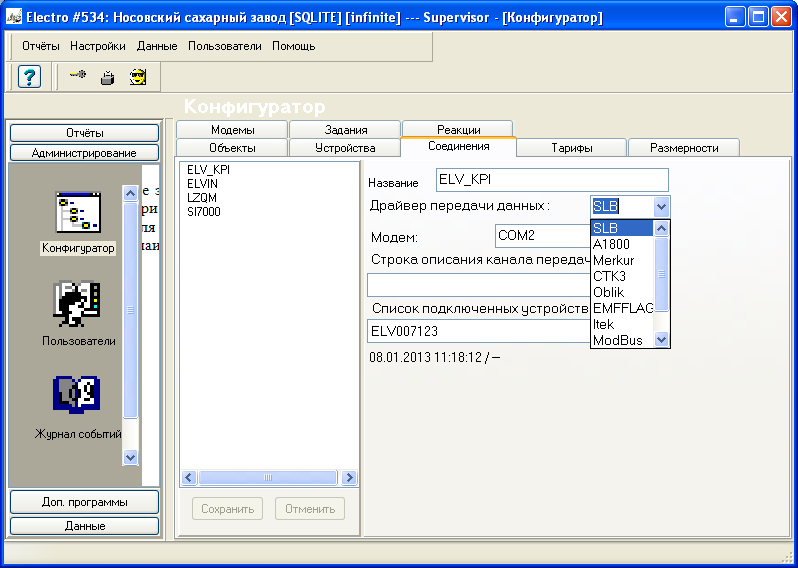 Electro #534: Носовский сахарный завод [SQLITE] [infinite] --- Supervisor - [Конфигуратор]
Отчёты Настройки Данные Пользователи Помощь
Конфигуратор
Отчёты
Администрирование
Конфигуратор
Пользователи
Журнал событий
Доп. программы
Данные
Модемы Задания Реакции
Объекты Устройства Соединения Тарифы Размерности
ELV_KPI
ELVIN
LZQM
SI7000
Сохранить Отменить
Название ELV_KPI
Драйвер передачи данных : SLB
Модем: COM2
Строка описания канала передач
Список подключенных устройств
ELV007123
08.01.2013 11:18:12 / --
SLB
A1800
Merkur
СТК3
Oblik
EMFFLAG
Itek
ModBus